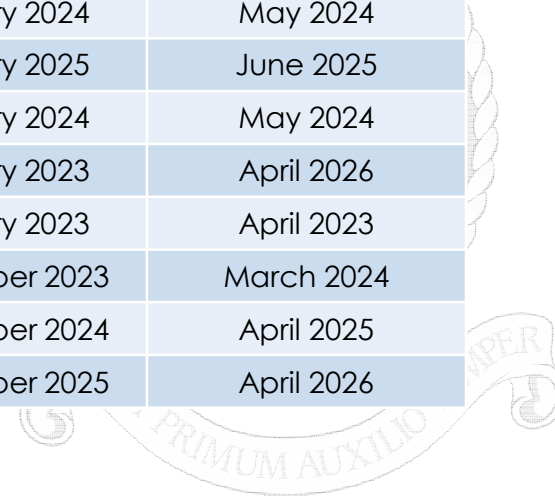 ry 2024 May 2024
ry 2025 June 2025
ry 2024 May 2024
ry 2023 April 2026
ry 2023 April 2023
ber 2023 March 2024
ber 2024 April 2025
ber 2025 April 2026
PRIMUM AUXILIO MPER